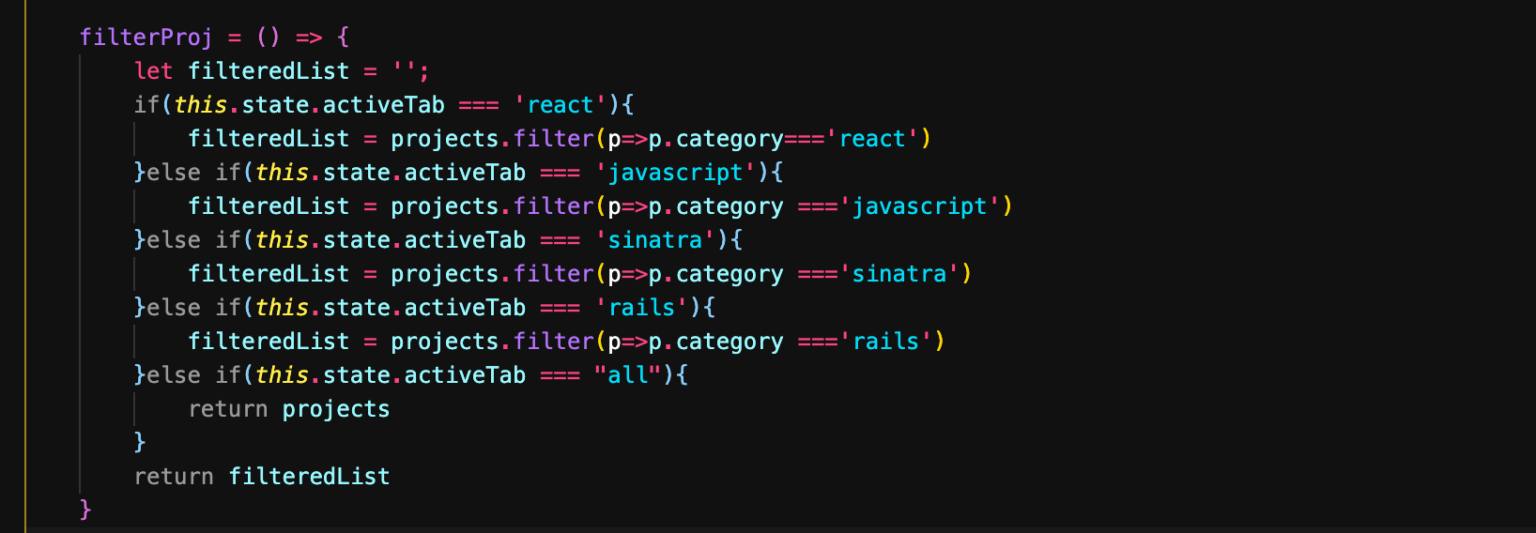 filterProj = () => {
let filteredList = '';
if(this.state.activeTab === 'react'){
filteredList = projects.filter(p=>p.category==='react')
}else if(this.state.activeTab === 'javascript'){
filteredList = projects.filter(p=>p.category ==='javascript')
}else if(this.state.activeTab === 'sinatra'){
filteredList = projects.filter(p=>p.category ==='sinatra')
}else if(this.state.activeTab === 'rails'){
filteredList = projects.filter(p=>p.category ==='rails')
}else if(this.state.activeTab === "all"){
return projects
}
return filteredList
}